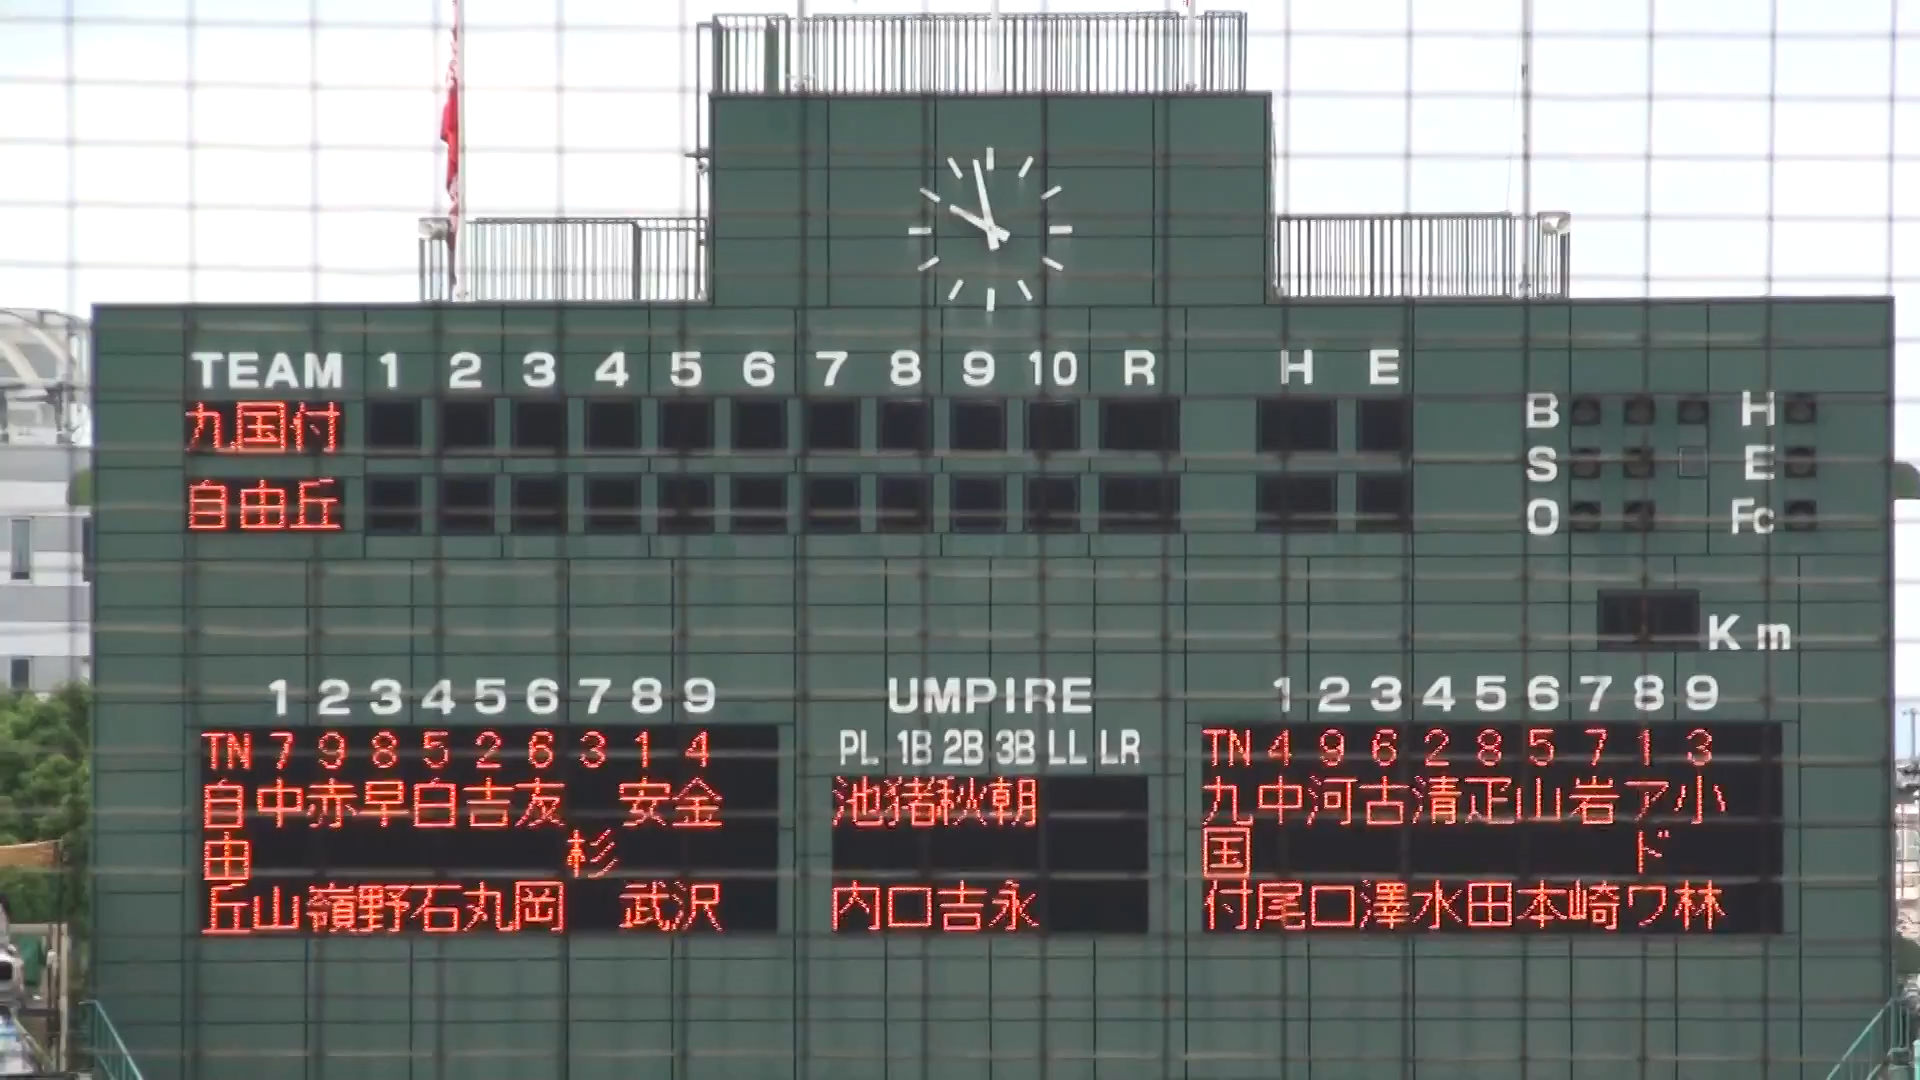 TEAM 1 2 3 4 5 6 7 8 9 10 R H E
九国付
自由丘
B H
S E
O Fc
Km
1 2 3 4 5 6 7 8 9
TN 7 9 8 5 2 6 3 1 4
自中赤早白吉友 安金
由 杉
丘山嶺野石丸岡 武沢
UMPIRE
PL 1B 2B 3B LL LR
池猪秋朝
内口吉永
1 2 3 4 5 6 7 8 9
TN 4 9 6 2 8 5 7 1 3
九中河古清疋山岩ア小
国 ド
付尾口澤水田本崎ワ林